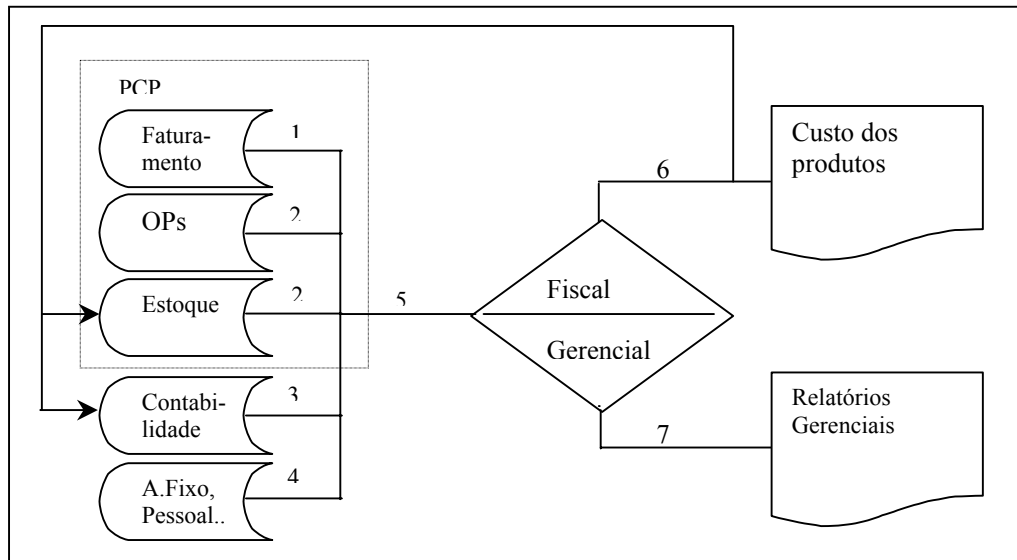 PCP
Fatura-
mento
1
OPs
2
Estoque
2
5
Contabi-
lidade
3
A.Fixo,
Pessoal..
4
Fiscal
Gerencial
6
Custo dos
produtos
7
Relatórios
Gerenciais